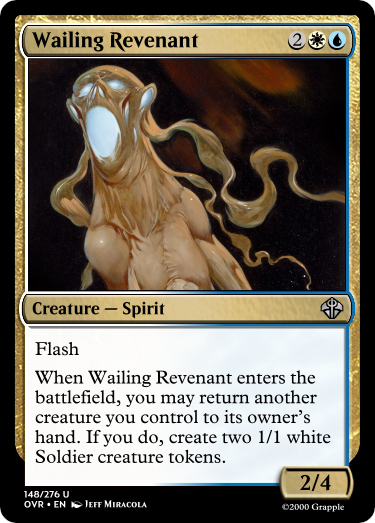 Wailing Revenant 2
Creature — Spirit
Flash
When Wailing Revenant enters the
battlefield, you may return another
creature you control to its owner's
hand. If you do, create two 1/1 white
Soldier creature tokens.
2/4
148/276 U
OVR • EN Jeff Miracola
©2000 Grapple